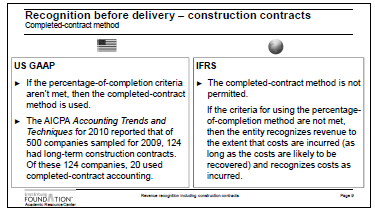 Recognition before delivery – construction contracts
Completed-contract method
US GAAP
► If the percentage-of-completion criteria
aren't met, then the completed-contract
method is used.
► The AICPA Accounting Trends and
Techniques for 2010 reported that of
500 companies sampled for 2009, 124
had long-term construction contracts.
Of these 124 companies, 20 used
completed-contract accounting.
IFRS
► The completed-contract method is not
permitted.
If the criteria for using the percentage-
of-completion method are not met,
then the entity recognizes revenue to
the extent that costs are incurred (as
long as the costs are likely to be
recovered) and recognizes costs as
incurred.
FOUNDATION
Academic Resource Center
Revenue recognition including construction contracts